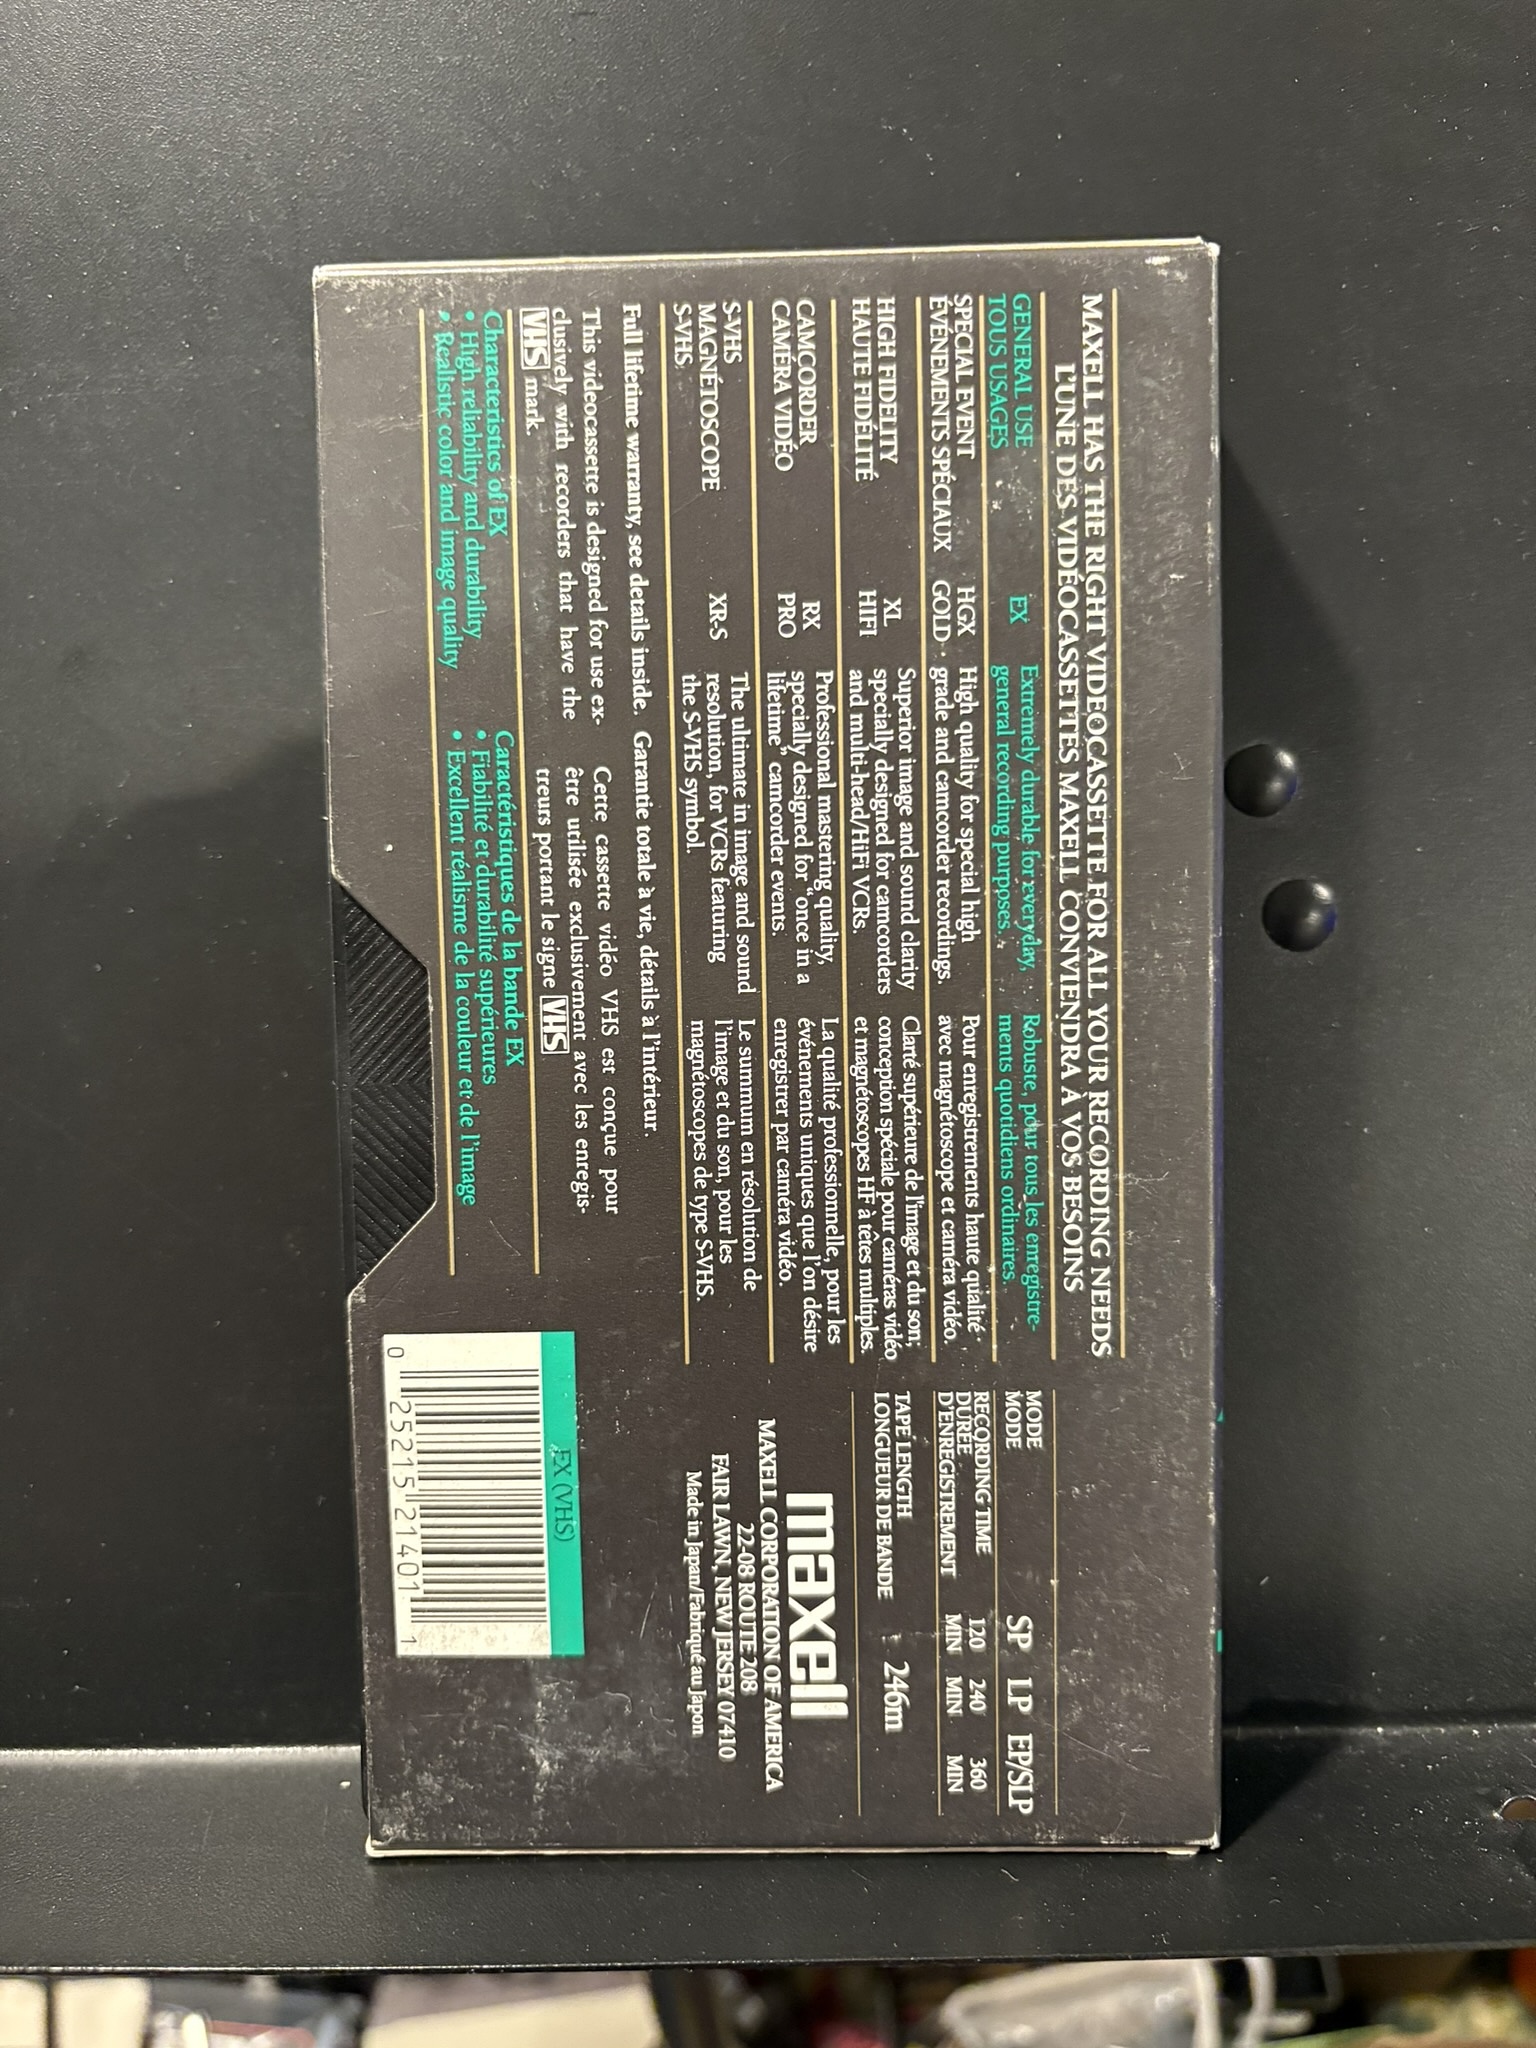 MAXELL HAS THE RIGHT VIDEOCASSETTE FOR ALL YOUR RECORDING NEEDS
L'UNE DES VIDÉOCASSETTES MAXELL CONVIENDRA À VOS BESOINS
GENERAL USE
TOUS USAGES
EX
Extremely durable for everyday,
general recording purposes.
Robuste, pour tous les enregistre-
ments quotidiens ordinaires.
SPECIAL EVENT
ÉVÉNEMENTS SPÉCIAUX
HGX
GOLD
High quality for special high
grade and camcorder recordings.
Pour enregistrements haute qualité
avec magnétoscope et caméra vidéo.
HIGH FIDELITY
HAUTE FIDÉLITÉ
XL
HIFI
Superior image and sound clarity
specially designed for camcorders
and multi-head/HiFi VCRs.
Clarté supérieure de l'image et du son;
conception spéciale pour caméras vidéo
et magnétoscopes HF à têtes multiples.
CAMCORDER
CAMÉRA VIDÉO
RX
PRO
Professional mastering quality,
specially designed for "once in a
lifetime" camcorder events.
La qualité professionnelle, pour les
événements uniques que l'on désire
enregistrer par caméra vidéo.
S-VHS
MAGNÉTOSCOPE
S-VHS
XR-S
The ultimate in image and sound
resolution, for VCRs featuring
the S-VHS symbol.
Le summum en résolution de
l'image et du son, pour les
magnétoscopes de type S-VHS.
Full lifetime warranty, see details inside. Garantie totale à vie, détails à l'intérieur.
This videocassette is designed for use ex-
clusively with recorders that have the
VHS mark.
Cette cassette vidéo VHS est conçue pour
être utilisée exclusivement avec les enregis-
treurs portant le signe VHS
Characteristics of EX
• High reliability and durability
• Realistic color and image quality
Caractéristiques de la bande EX
• Fiabilité et durabilité supérieures
• Excellent réalisme de la couleur et de l'image
MODE
MODE
SP LP EP/SLP
RECORDING TIME
DURÉE
D'ENREGISTREMENT
120 240 360
MIN MIN MIN
TAPE LENGTH
LONGUEUR DE BANDE
246m
maxell
MAXELL CORPORATION OF AMERICA
22-08 ROUTE 208
FAIR LAWN, NEW JERSEY 07410
Made in Japan/Fabriqué au Japon
EX (VHS)
0 25215 21401 1